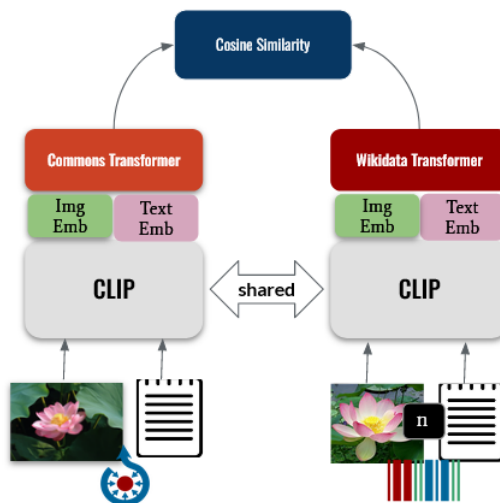 Cosine Similarity
Commons Transformer
Wikidata Transformer
Img
Emb
Text
Emb
Img
Emb
Text
Emb
CLIP
shared
CLIP
n